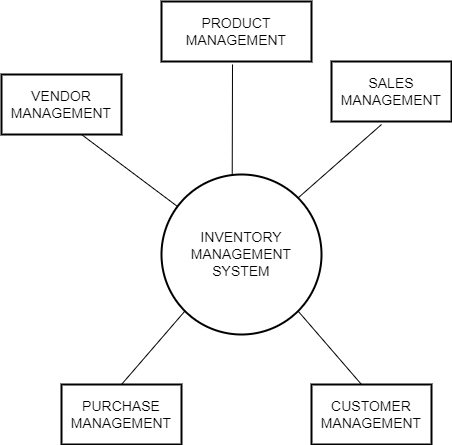 PRODUCT
MANAGEMENT
VENDOR
MANAGEMENT
SALES
MANAGEMENT
INVENTORY
MANAGEMENT
SYSTEM
PURCHASE
MANAGEMENT
CUSTOMER
MANAGEMENT